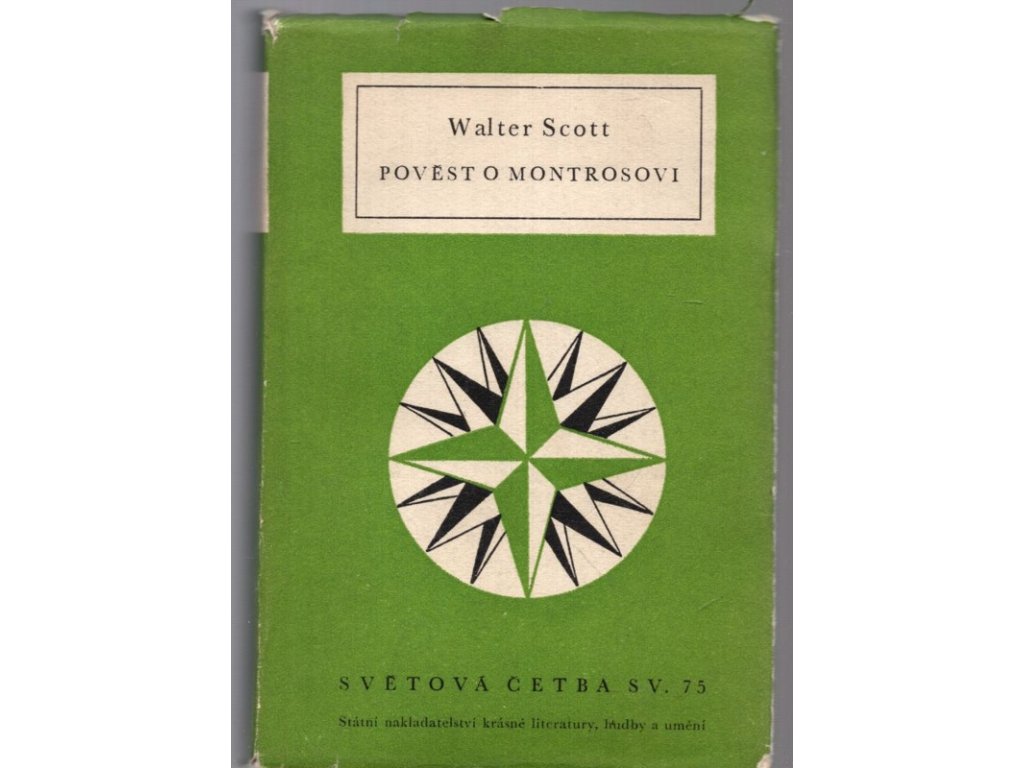 Walter Scott
POVĚST O MONTROSOVI
SVĚTOVÁ ČETBA SV. 75
Státní nakladatelství krásné literatury, hudby a umění